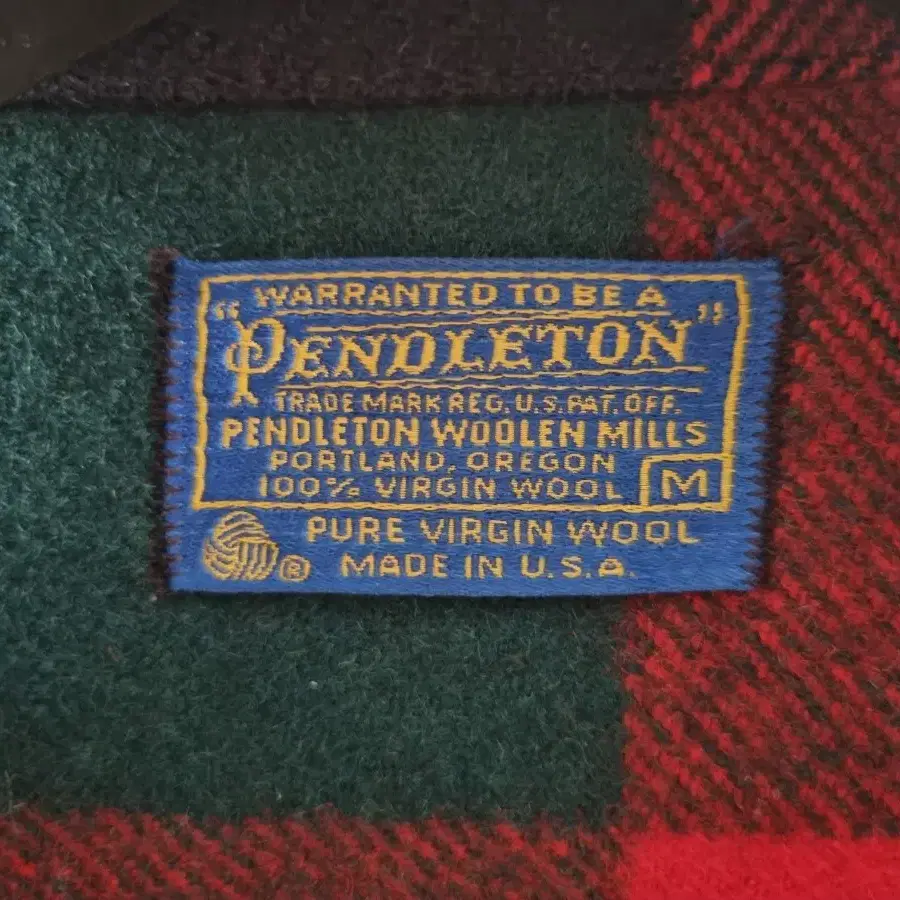 WARRANTED TO BE A
"PENDLETON"
TRADE MARK REG. U.S. PAT. OFF.
PENDLETON WOOLEN MILLS
PORTLAND, OREGON
100% VIRGIN WOOL M
PURE VIRGIN WOOL
® MADE IN U.S.A.